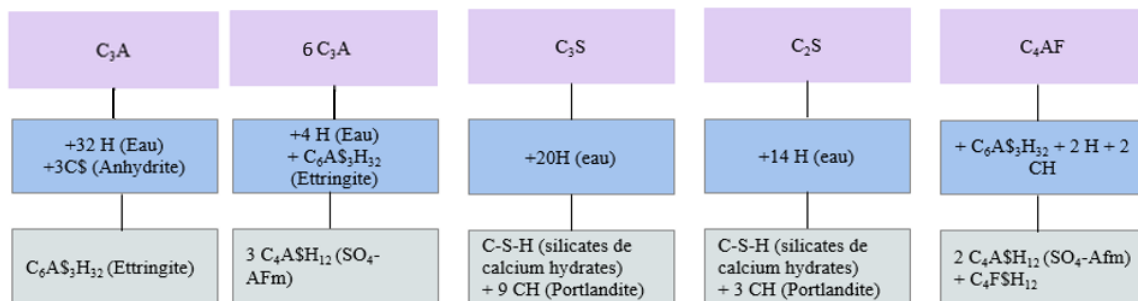 C₃A
6 C₃A
C₃S
C₂S
C₄AF
+32 H (Eau)
+3C$ (Anhydrite)
+4 H (Eau)
+ C₆A$₃H₃₂
(Ettringite)
+20H (eau)
+14 H (eau)
+ C₆A$₃H₃₂ + 2 H + 2
CH
C₆A$₃H₃₂ (Ettringite)
3 C₄A$H₁₂ (SO₄-
AFm)
C-S-H (silicates de
calcium hydrates)
+ 9 CH (Portlandite)
C-S-H (silicates de
calcium hydrates)
+ 3 CH (Portlandite)
2 C₄A$H₁₂ (SO₄-Afm)
+ C₄F$H₁₂